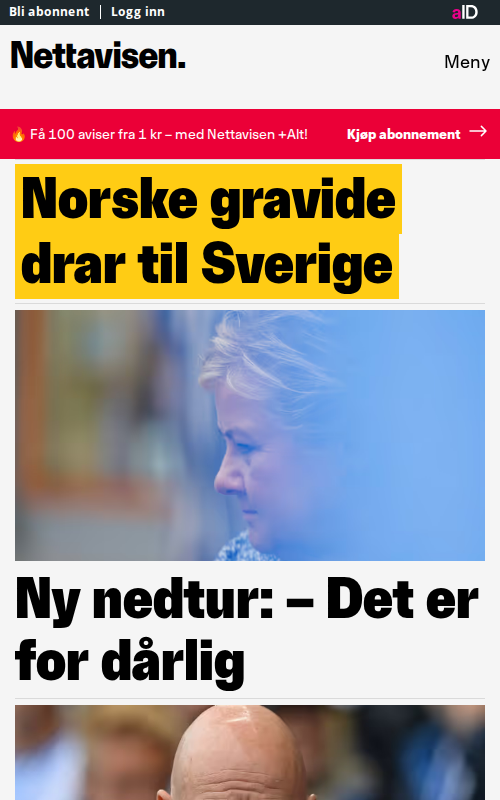 Bli abonnent | Logg inn
aID
Nettavisen.
Meny
🔥 Få 100 aviser fra 1 kr – med Nettavisen +Alt! Kjøp abonnement →
Norske gravide
drar til Sverige
Ny nedtur: – Det er
for dårlig